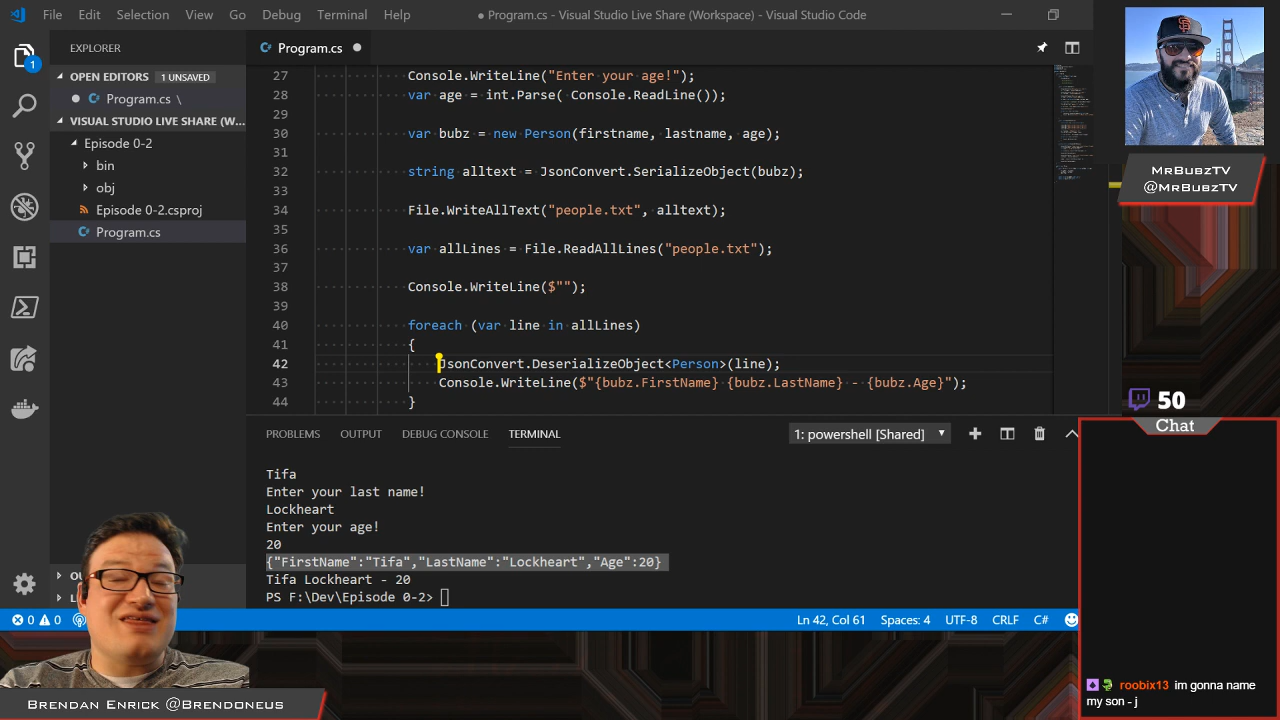 File Edit Selection View Go Debug Terminal Help
● Program.cs - Visual Studio Live Share (Workspace) - Visual Studio Code
EXPLORER
OPEN EDITORS 1 UNSAVED
Program.cs \
VISUAL STUDIO LIVE SHARE (W...
Episode 0-2
bin
obj
Episode 0-2.csproj
Program.cs
1
Program.cs
27 Console.WriteLine("Enter your age!");
28 var age = int.Parse( Console.ReadLine());
29
30 var bubz = new Person(firstname, lastname, age);
31
32 string alltext = JsonConvert.SerializeObject(bubz);
33
34 File.WriteAllText("people.txt", alltext);
35
36 var allLines = File.ReadAllLines("people.txt");
37
38 Console.WriteLine($"");
39
40 foreach (var line in allLines)
41 {
42 JsonConvert.DeserializeObject<Person>(line);
43 Console.WriteLine($"{bubz.FirstName} {bubz.LastName} - {bubz.Age}");
44 }
PROBLEMS OUTPUT DEBUG CONSOLE TERMINAL
1: powershell [Shared]
Tifa
Enter your last name!
Lockheart
Enter your age!
20
{"FirstName":"Tifa","LastName":"Lockheart","Age":20}
Tifa Lockheart - 20
PS F:\Dev\Episode 0-2>
0 0
Ln 42, Col 61 Spaces: 4 UTF-8 CRLF C#
MrBubzTV
@MrBubzTV
50
Chat
roobix13 im gonna name
my son - j
Brendan Enrick @Brendoneus